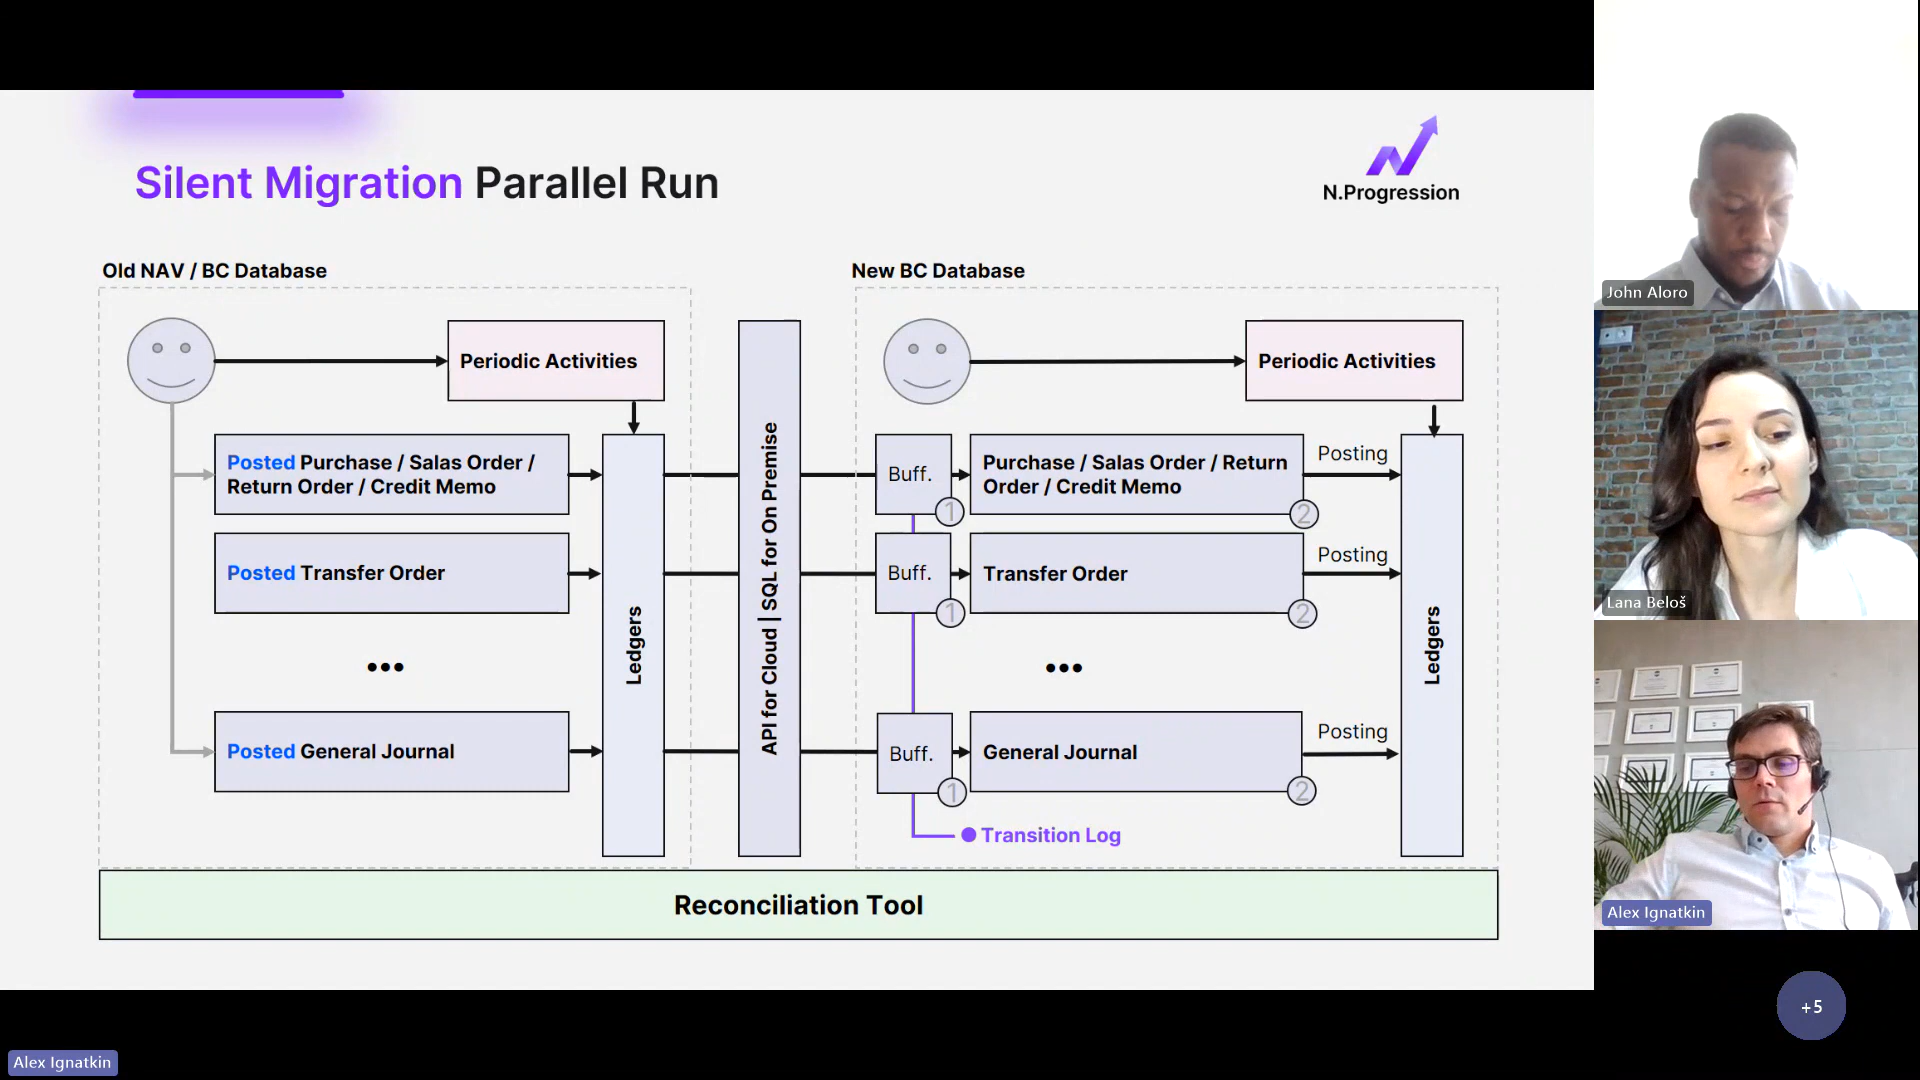 Silent Migration Parallel Run
N.Progression
Old NAV / BC Database
Periodic Activities
Posted Purchase / Salas Order /
Return Order / Credit Memo
Posted Transfer Order
•••
Posted General Journal
Ledgers
API for Cloud | SQL for On Premise
New BC Database
Periodic Activities
Buff.
1
Purchase / Salas Order / Return
Order / Credit Memo
2
Posting
Buff.
1
Transfer Order
2
Posting
•••
Buff.
1
General Journal
2
Posting
Transition Log
Ledgers
Reconciliation Tool
John Aloro
Lana Beloš
Alex Ignatkin
+5
Alex Ignatkin